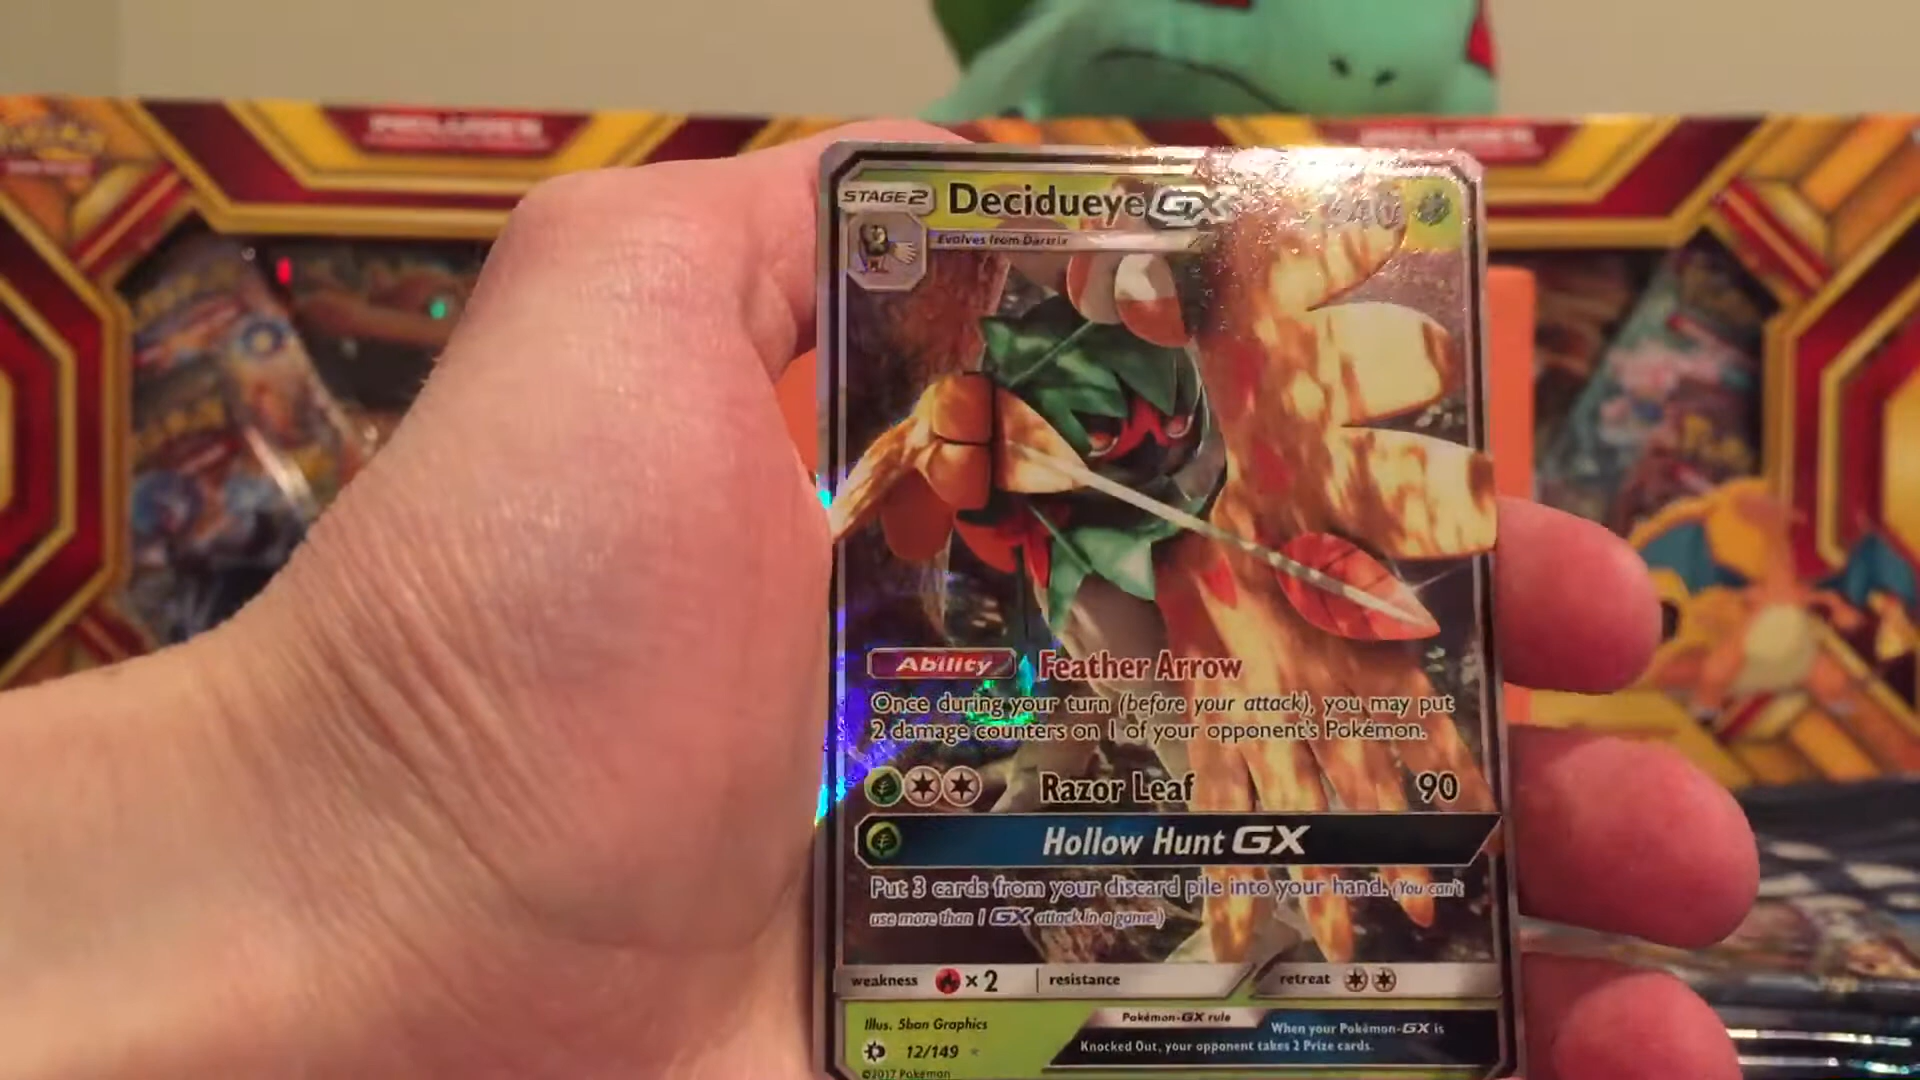 INCLUDES
STAGE 2
Decidueye GX
Evolves from Dartrix
Ability Feather Arrow
Once during your turn (before your attack), you may put
2 damage counters on 1 of your opponent's Pokémon.
Razor Leaf 90
Hollow Hunt GX
Put 3 cards from your discard pile into your hand. (You can't
use more than 1 GX attack in a game.)
weakness ×2 resistance retreat
Illus. 5ban Graphics
Pokémon-GX rule
When your Pokémon-GX is
Knocked Out, your opponent takes 2 Prize cards.
12/149
©2017 Pokémon